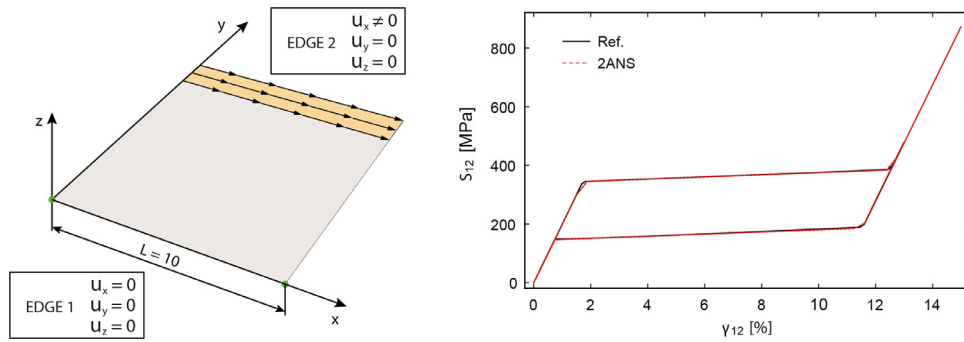 y
z
x
EDGE 2
uₓ ≠ 0
u_y = 0
u_z = 0
L = 10
EDGE 1
uₓ = 0
u_y = 0
u_z = 0
Ref.
2ANS
S₁₂ [MPa]
800
600
400
200
0
0 2 4 6 8 10 12 14
γ₁₂ [%]